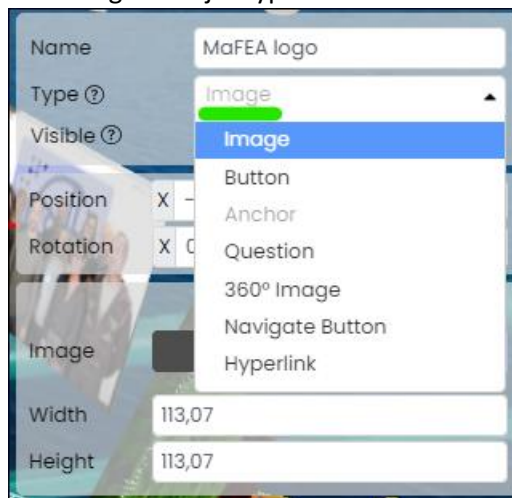 Name MaFEA logo
Type ? Image
Visible ?
Image
Button
Anchor
Question
360° Image
Navigate Button
Hyperlink
Position X -
Rotation X
Image
Width 113,07
Height 113,07